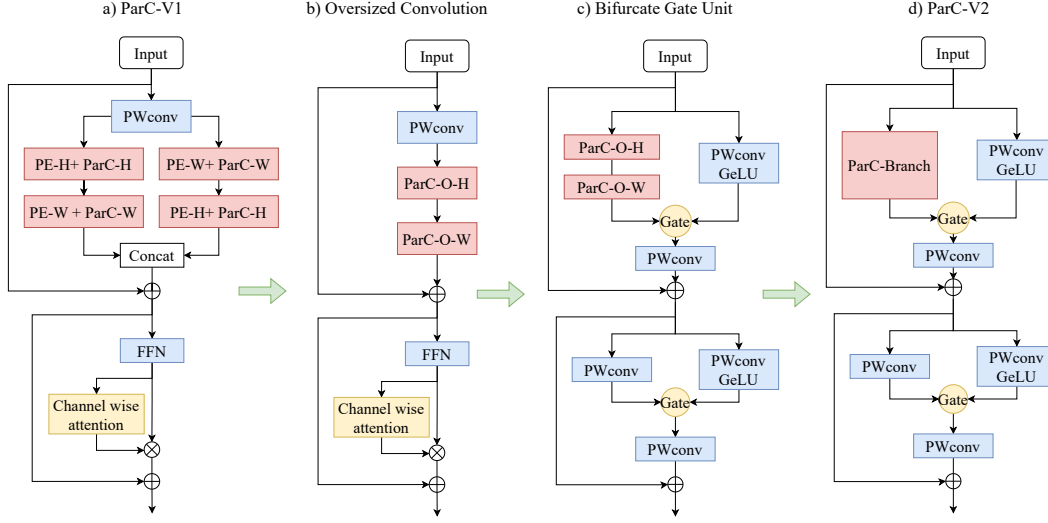 a) ParC-V1
Input
PWconv
PE-H+ ParC-H
PE-W+ ParC-W
PE-W + ParC-W
PE-H+ ParC-H
Concat
FFN
Channel wise
attention
b) Oversized Convolution
Input
PWconv
ParC-O-H
ParC-O-W
FFN
Channel wise
attention
c) Bifurcate Gate Unit
Input
ParC-O-H
ParC-O-W
PWconv
GeLU
Gate
PWconv
PWconv
PWconv
GeLU
Gate
PWconv
d) ParC-V2
Input
ParC-Branch
PWconv
GeLU
Gate
PWconv
PWconv
PWconv
GeLU
Gate
PWconv